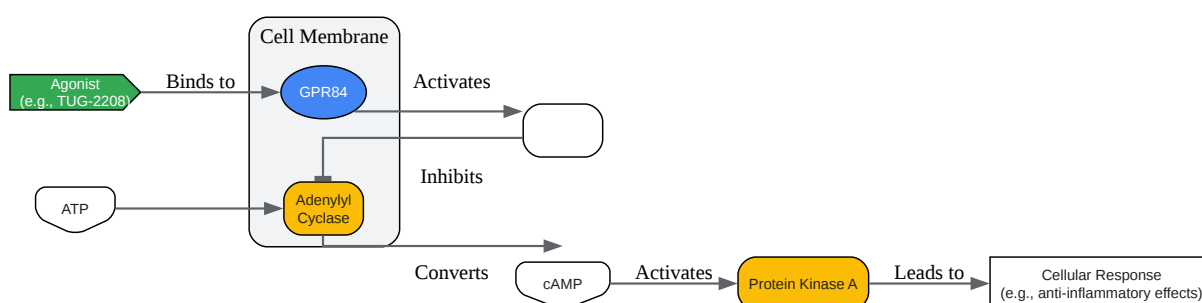 Cell Membrane
Agonist
(e.g., TUG-2208)
Binds to
GPR84
Activates
Inhibits
ATP
Adenylyl
Cyclase
Converts
cAMP
Activates
Protein Kinase A
Leads to
Cellular Response
(e.g., anti-inflammatory effects)